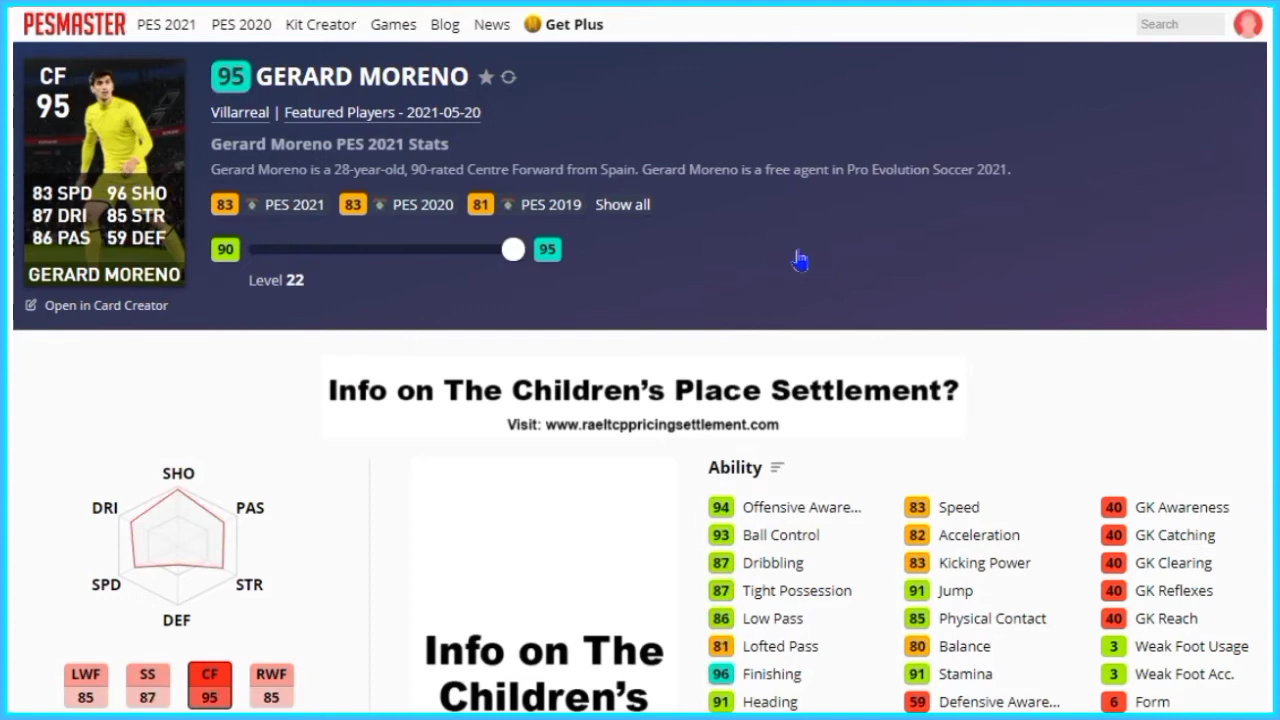 PESMASTER PES 2021 PES 2020 Kit Creator Games Blog News Get Plus Search
CF
95
83 SPD 96 SHO
87 DRI 85 STR
86 PAS 59 DEF
GERARD MORENO
Open in Card Creator
95 GERARD MORENO
Villarreal | Featured Players - 2021-05-20
Gerard Moreno PES 2021 Stats
Gerard Moreno is a 28-year-old, 90-rated Centre Forward from Spain. Gerard Moreno is a free agent in Pro Evolution Soccer 2021.
83 PES 2021 83 PES 2020 81 PES 2019 Show all
90 95
Level 22
Info on The Children's Place Settlement?
Visit: www.raeltcppricingsettlement.com
SHO
DRI PAS
SPD STR
DEF
LWF SS CF RWF
85 87 95 85
Info on The
Children's
Ability
94 Offensive Aware... 83 Speed 40 GK Awareness
93 Ball Control 82 Acceleration 40 GK Catching
87 Dribbling 83 Kicking Power 40 GK Clearing
87 Tight Possession 91 Jump 40 GK Reflexes
86 Low Pass 85 Physical Contact 40 GK Reach
81 Lofted Pass 80 Balance 3 Weak Foot Usage
96 Finishing 91 Stamina 3 Weak Foot Acc.
91 Heading 59 Defensive Aware... 6 Form